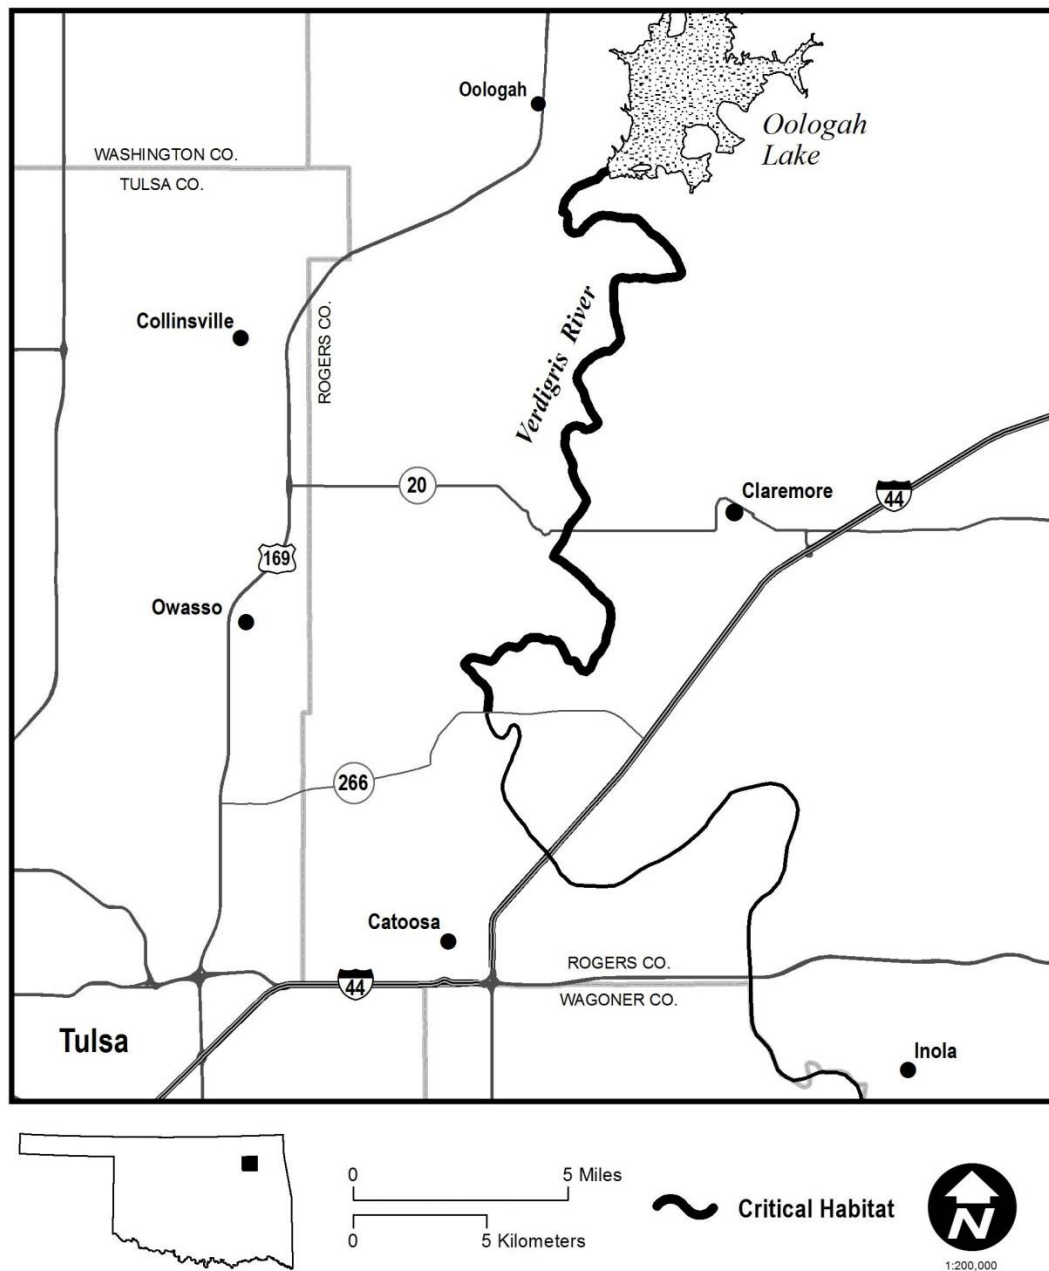 Oologah
Oologah
Lake
WASHINGTON CO.
TULSA CO.
Collinsville
ROGERS CO.
Verdigris River
20
Claremore
44
169
Owasso
266
Catoosa
ROGERS CO.
44
WAGONER CO.
Tulsa
Inola
0
5 Miles
0
5 Kilometers
Critical Habitat
N
1:200,000